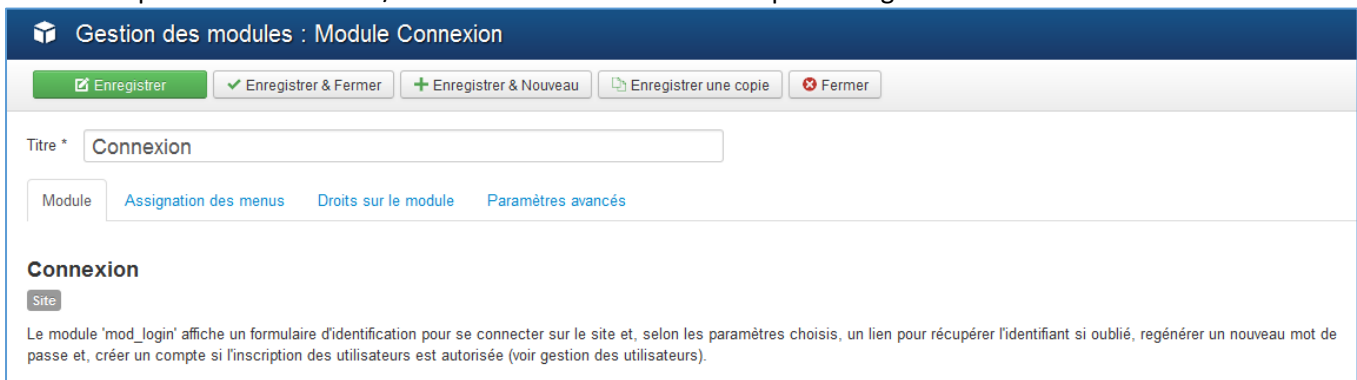 Gestion des modules : Module Connexion
Enregistrer Enregistrer & Fermer Enregistrer & Nouveau Enregistrer une copie Fermer
Titre * Connexion
Module Assignation des menus Droits sur le module Paramètres avancés
Connexion
Site
Le module 'mod_login' affiche un formulaire d'identification pour se connecter sur le site et, selon les paramètres choisis, un lien pour récupérer l'identifiant si oublié, regénérer un nouveau mot de
passe et, créer un compte si l'inscription des utilisateurs est autorisée (voir gestion des utilisateurs).